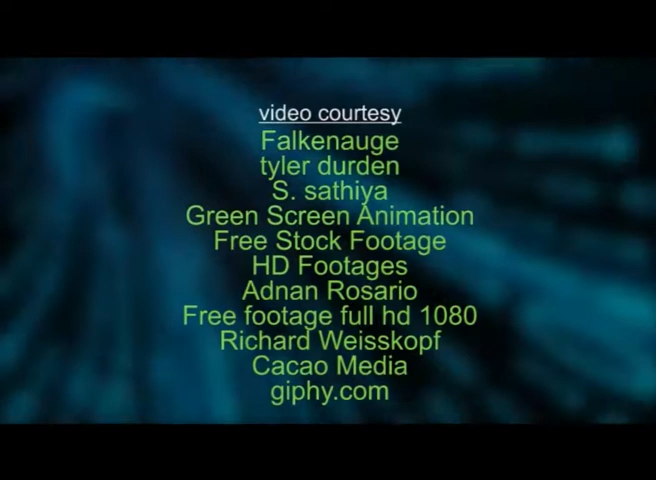 video courtesy
Falkenauge
tyler durden
S. sathiya
Green Screen Animation
Free Stock Footage
HD Footages
Adnan Rosario
Free footage full hd 1080
Richard Weisskopf
Cacao Media
giphy.com